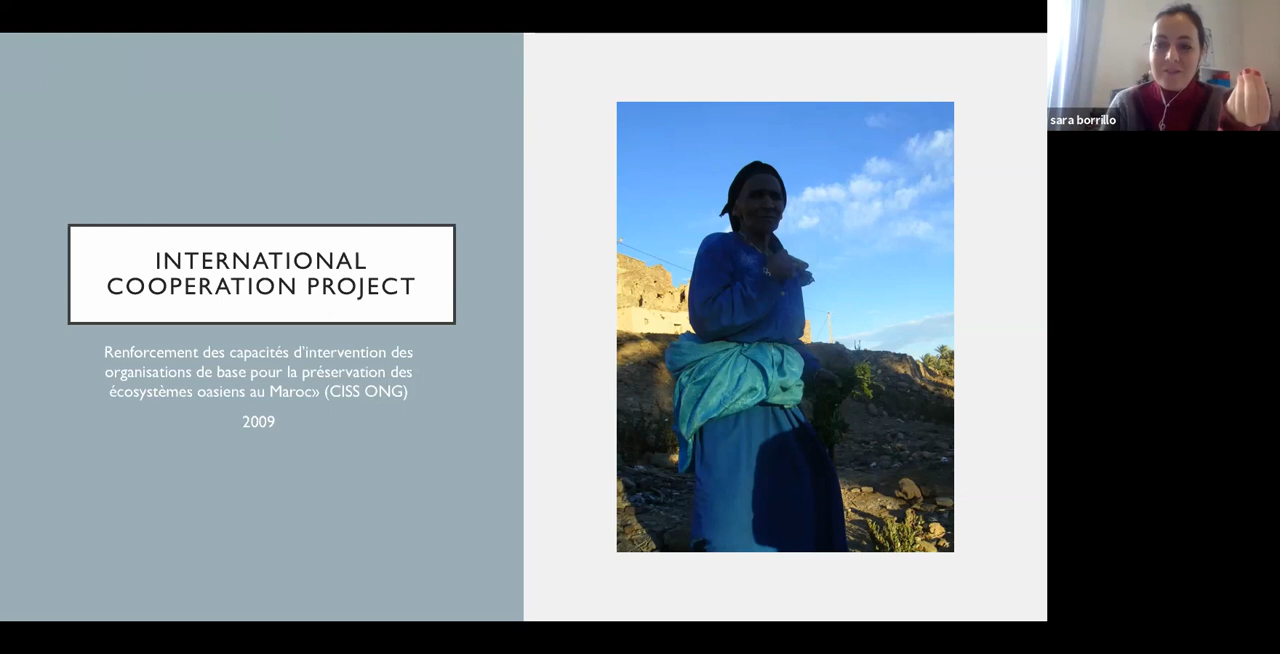 INTERNATIONAL
COOPERATION PROJECT
Renforcement des capacités d'intervention des
organisations de base pour la préservation des
écosystèmes oasiens au Maroc» (CISS ONG)
2009
sara borrillo